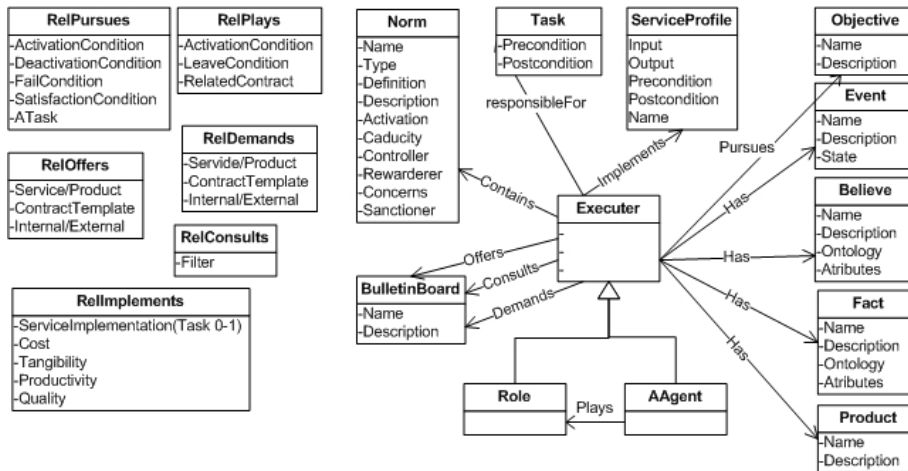 RelPursues
-ActivationCondition
-DeactivationCondition
-FailCondition
-SatisfactionCondition
-ATask
RelPlays
-ActivationCondition
-LeaveCondition
-RelatedContract
RelOffers
-Service/Product
-ContractTemplate
-Internal/External
RelDemands
-Servide/Product
-ContractTemplate
-Internal/External
RelConsults
-Filter
RelImplements
-ServiceImplementation(Task 0-1)
-Cost
-Tangibility
-Productivity
-Quality
Norm
-Name
-Type
-Definition
-Description
-Activation
-Caducity
-Controller
-Rewarderer
-Concerns
-Sanctioner
Task
-Precondition
-Postcondition
responsibleFor
ServiceProfile
Input
Output
Precondition
Postcondition
Name
Implements
Contains
Executer
Offers
Consults
Demands
BulletinBoard
-Name
-Description
Role
Plays
AAgent
Objective
-Name
-Description
Pursues
Event
-Name
-Description
-State
Has
Believe
-Name
-Description
-Ontology
-Atributes
Has
Fact
-Name
-Description
-Ontology
-Atributes
Has
Product
-Name
-Description
Has